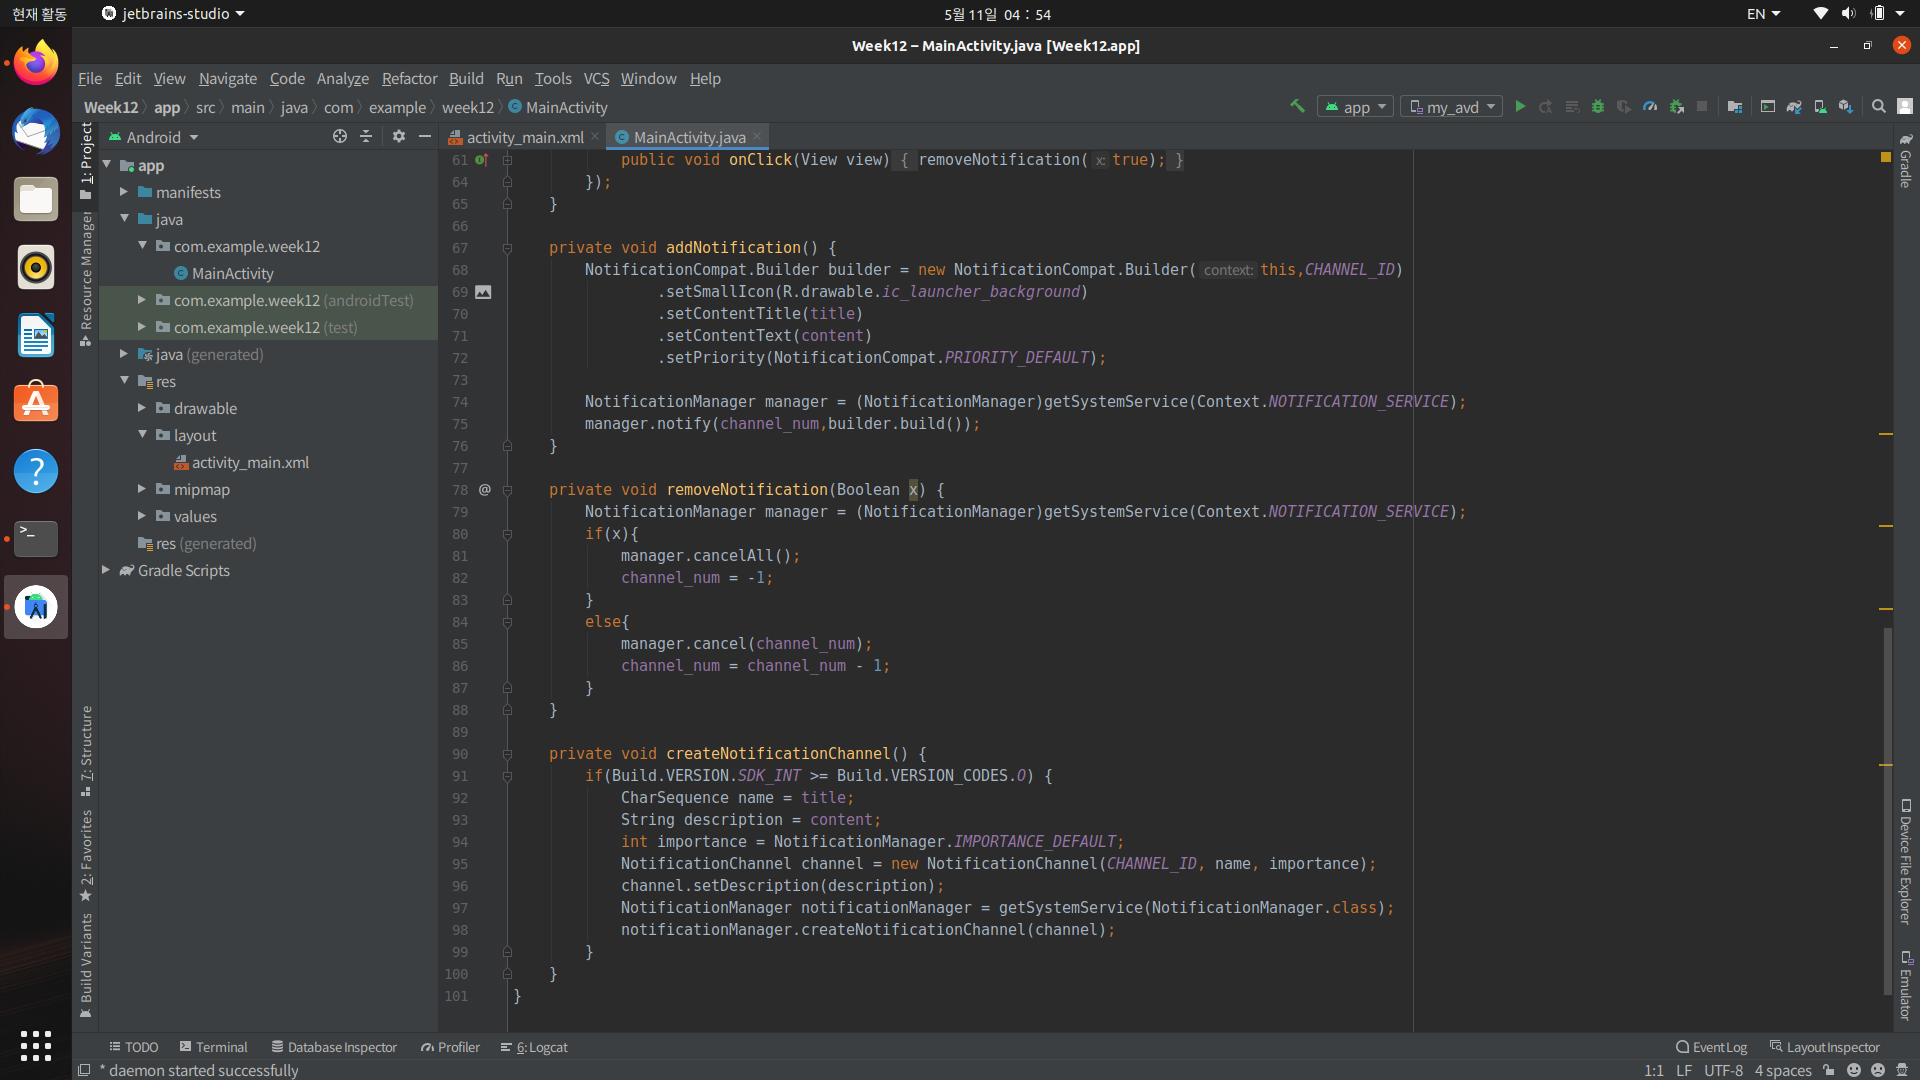 현재 활동 jetbrains-studio 5월 11일 04 : 54 EN
Week12 – MainActivity.java [Week12.app]
File Edit View Navigate Code Analyze Refactor Build Run Tools VCS Window Help
Week12 app src main java com example week12 MainActivity app my_avd
Android
activity_main.xml MainActivity.java
1: Project
Resource Manager
7: Structure
2: Favorites
Build Variants
app
manifests
java
com.example.week12
MainActivity
com.example.week12 (androidTest)
com.example.week12 (test)
java (generated)
res
drawable
layout
activity_main.xml
mipmap
values
res (generated)
Gradle Scripts
61 public void onClick(View view) { removeNotification( x: true); }
64 });
65 }
66
67 private void addNotification() {
68 NotificationCompat.Builder builder = new NotificationCompat.Builder( context: this,CHANNEL_ID)
69 .setSmallIcon(R.drawable.ic_launcher_background)
70 .setContentTitle(title)
71 .setContentText(content)
72 .setPriority(NotificationCompat.PRIORITY_DEFAULT);
73
74 NotificationManager manager = (NotificationManager)getSystemService(Context.NOTIFICATION_SERVICE);
75 manager.notify(channel_num,builder.build());
76 }
77
78 @ private void removeNotification(Boolean x) {
79 NotificationManager manager = (NotificationManager)getSystemService(Context.NOTIFICATION_SERVICE);
80 if(x){
81 manager.cancelAll();
82 channel_num = -1;
83 }
84 else{
85 manager.cancel(channel_num);
86 channel_num = channel_num - 1;
87 }
88 }
89
90 private void createNotificationChannel() {
91 if(Build.VERSION.SDK_INT >= Build.VERSION_CODES.O) {
92 CharSequence name = title;
93 String description = content;
94 int importance = NotificationManager.IMPORTANCE_DEFAULT;
95 NotificationChannel channel = new NotificationChannel(CHANNEL_ID, name, importance);
96 channel.setDescription(description);
97 NotificationManager notificationManager = getSystemService(NotificationManager.class);
98 notificationManager.createNotificationChannel(channel);
99 }
100 }
101 }
Gradle
Device File Explorer
Emulator
TODO Terminal Database Inspector Profiler 6: Logcat Event Log Layout Inspector
* daemon started successfully 1:1 LF UTF-8 4 spaces